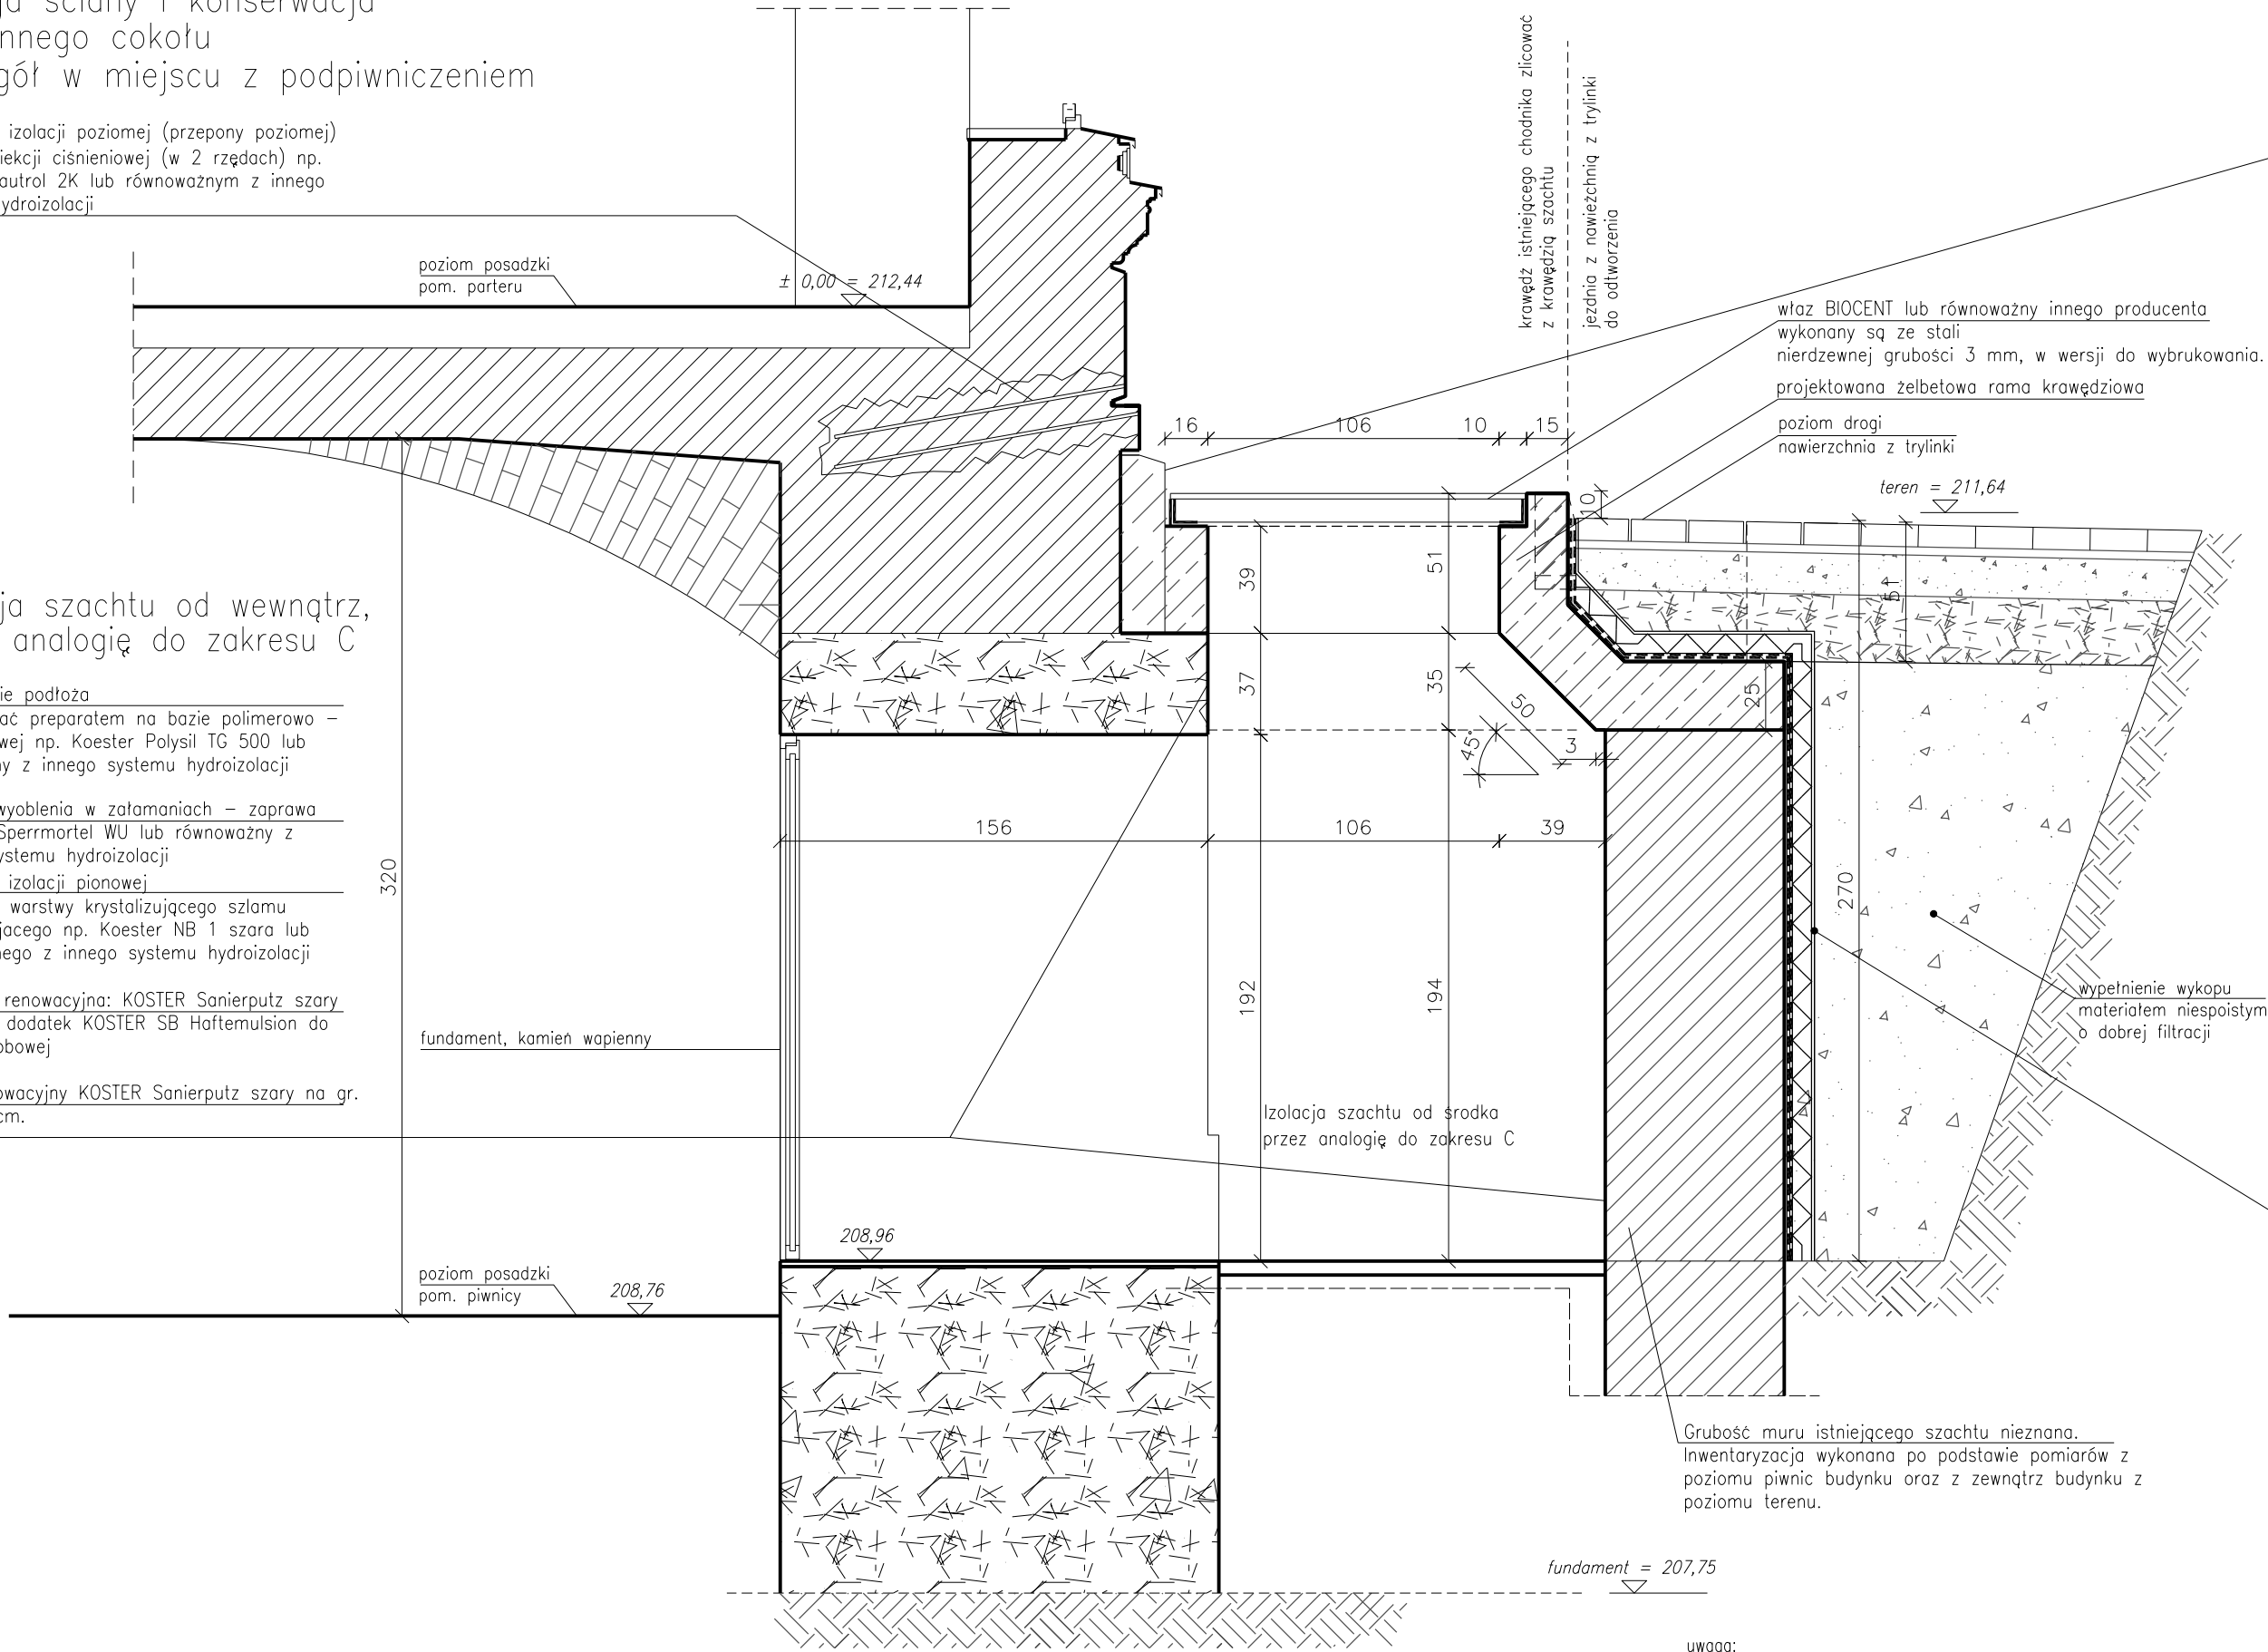 ja ściany i konserwacja
nnego cokołu
gół w miejscu z podpiwniczeniem
izolacji poziomej (przepony poziomej)
iekcji ciśnieniowej (w 2 rzędach) np.
autrol 2K lub równoważnym z innego
ydroizolacji
poziom posadzki
pom. parteru
± 0,00 = 212,44
krawędź istniejącego chodnika zlicować
z krawędzią szachtu
jezdnia z nawieżchnią z trylinki
do odtworzenia
właz BIOCENT lub równoważny innego producenta
wykonany są ze stali
nierdzewnej grubości 3 mm, w wersji do wybrukowania.
projektowana żelbetowa rama krawędziowa
poziom drogi
nawierzchnia z trylinki
teren = 211,64
16
106
10
15
10
39
51
51
37
35
25
50
45°
3
156
106
39
320
192
194
270
ja szachtu od wewnątrz,
analogię do zakresu C
ie podłoża
ać preparatem na bazie polimerowo –
wej np. Koester Polysil TG 500 lub
y z innego systemu hydroizolacji
wyoblenia w załamaniach – zaprawa
Sperrmortel WU lub równoważny z
ystemu hydroizolacji
izolacji pionowej
warstwy krystalizującego szlamu
jacego np. Koester NB 1 szara lub
nego z innego systemu hydroizolacji
renowacyjna: KOSTER Sanierputz szary
dodatek KOSTER SB Haftemulsion do
obowej
owacyjny KOSTER Sanierputz szary na gr.
cm.
fundament, kamień wapienny
Izolacja szachtu od środka
przez analogię do zakresu C
wypełnienie wykopu
materiałem niespoistym
o dobrej filtracji
208,96
poziom posadzki
pom. piwnicy
208,76
Grubość muru istniejącego szachtu nieznana.
Inwentaryzacja wykonana po podstawie pomiarów z
poziomu piwnic budynku oraz z zewnątrz budynku z
poziomu terenu.
fundament = 207,75
uwaga: